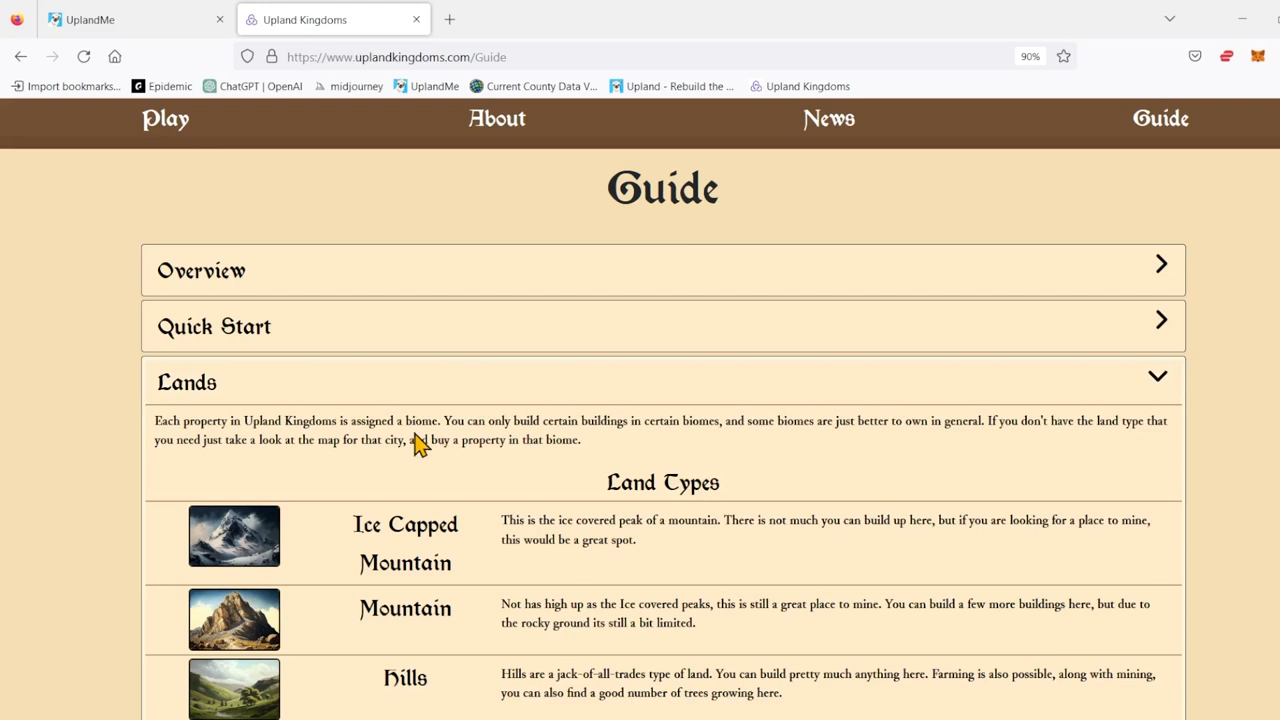 UplandMe
Upland Kingdoms
https://www.uplandkingdoms.com/Guide
90%
Import bookmarks...
Epidemic
ChatGPT | OpenAI
midjourney
UplandMe
Current County Data V...
Upland - Rebuild the ...
Upland Kingdoms
Play
About
News
Guide
Guide
Overview
Quick Start
Lands
Each property in Upland Kingdoms is assigned a biome. You can only build certain buildings in certain biomes, and some biomes are just better to own in general. If you don't have the land type that
you need just take a look at the map for that city, and buy a property in that biome.
Land Types
Ice Capped
Mountain
This is the ice covered peak of a mountain. There is not much you can build up here, but if you are looking for a place to mine,
this would be a great spot.
Mountain
Not has high up as the Ice covered peaks, this is still a great place to mine. You can build a few more buildings here, but due to
the rocky ground its still a bit limited.
Hills
Hills are a jack-of-all-trades type of land. You can build pretty much anything here. Farming is also possible, along with mining,
you can also find a good number of trees growing here.